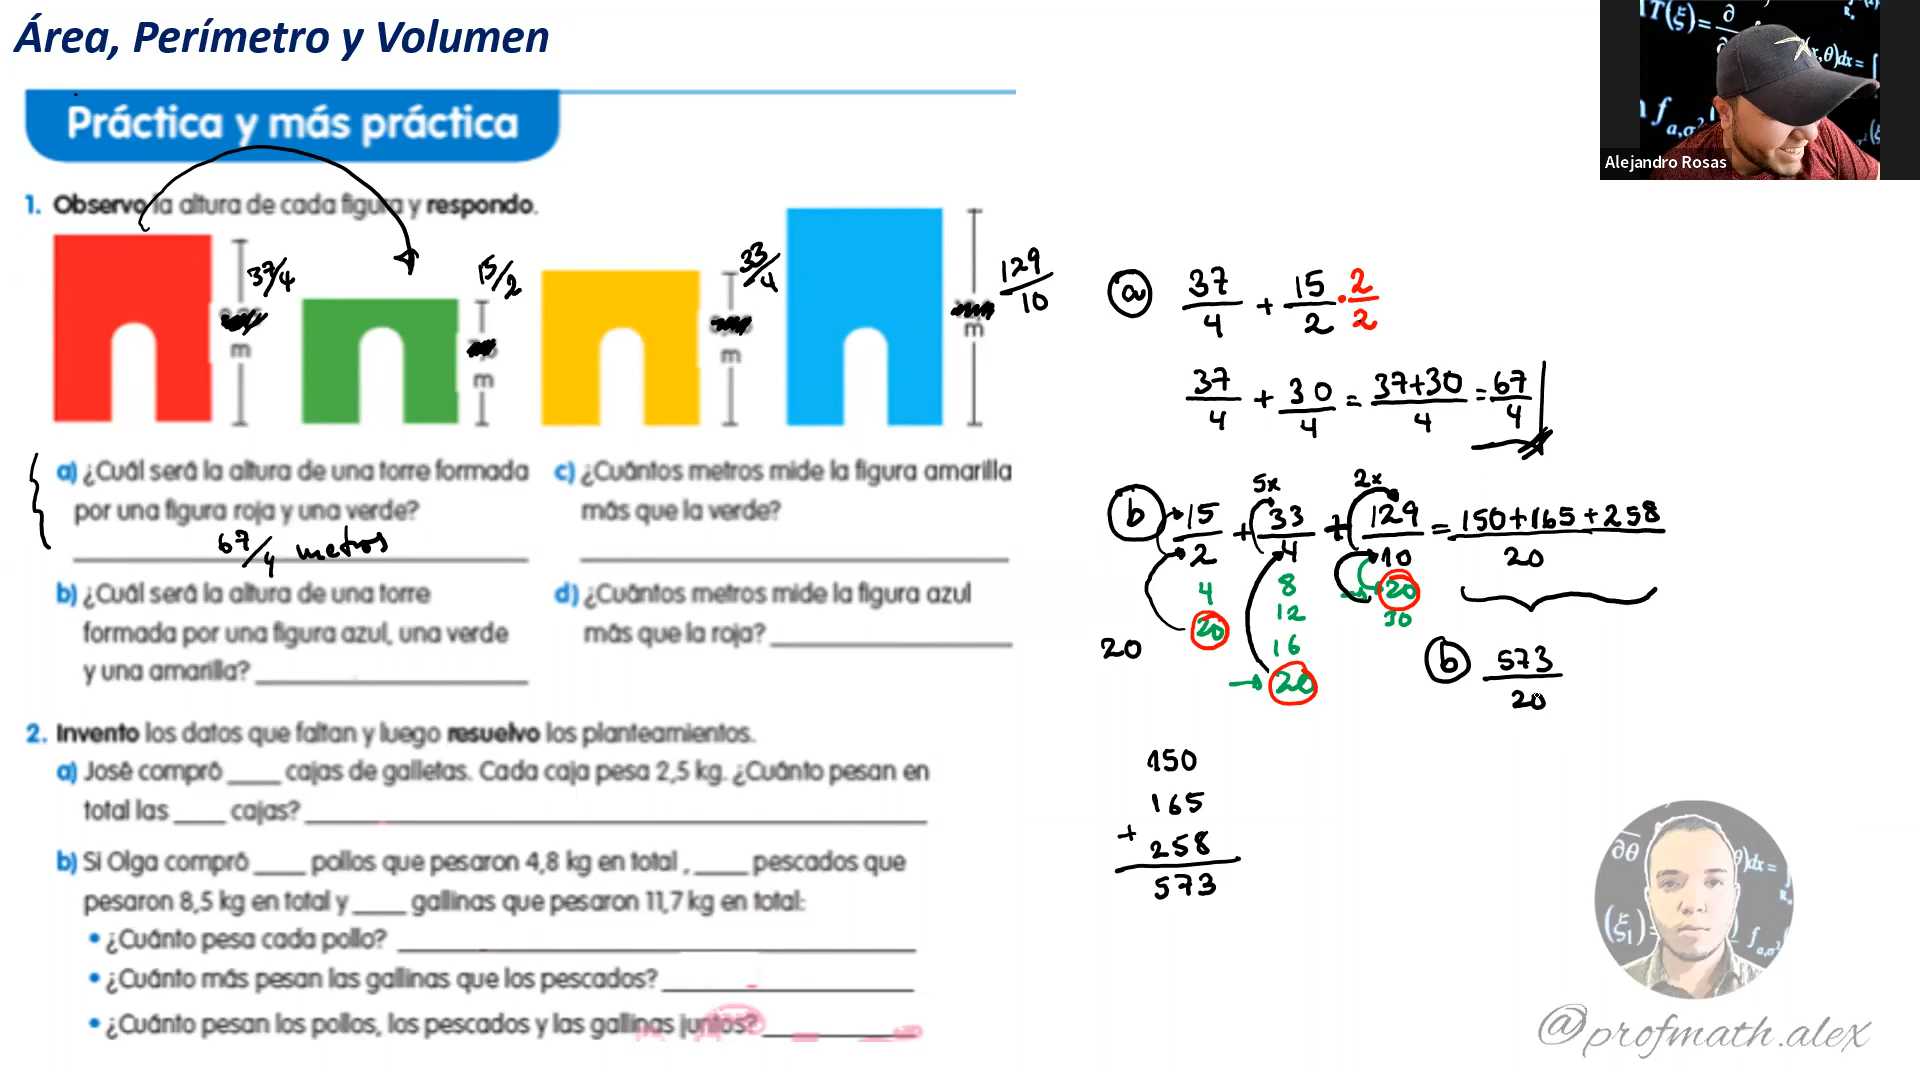 Área, Perímetro y Volumen
Práctica y más práctica
1. Observo la altura de cada figura y respondo.
37/4
m
15/2
m
33/4
m
129/10
m
a) ¿Cuál será la altura de una torre formada
por una figura roja y una verde?
67/4 metros
b) ¿Cuál será la altura de una torre
formada por una figura azul, una verde
y una amarilla?
c) ¿Cuántos metros mide la figura amarilla
más que la verde?
d) ¿Cuántos metros mide la figura azul
más que la roja?
2. Invento los datos que faltan y luego resuelvo los planteamientos.
a) José compró ____ cajas de galletas. Cada caja pesa 2,5 kg. ¿Cuánto pesan en
total las ____ cajas?
b) Si Olga compró ____ pollos que pesaron 4,8 kg en total , ____ pescados que
pesaron 8,5 kg en total y ____ gallinas que pesaron 11,7 kg en total:
• ¿Cuánto pesa cada pollo?
• ¿Cuánto más pesan las gallinas que los pescados?
• ¿Cuánto pesan los pollos, los pescados y las gallinas juntos?
a 37/4 + 15/2 · 2/2
37/4 + 30/4 = 37+30/4 = 67/4
5x 2x
b 15/2 + 33/4 + 129/10 = 150+165+258/20
4 8 20
20 12 30
16
20
20
b 573/20
150
165
+ 258
573
Alejandro Rosas
@profmath.alex